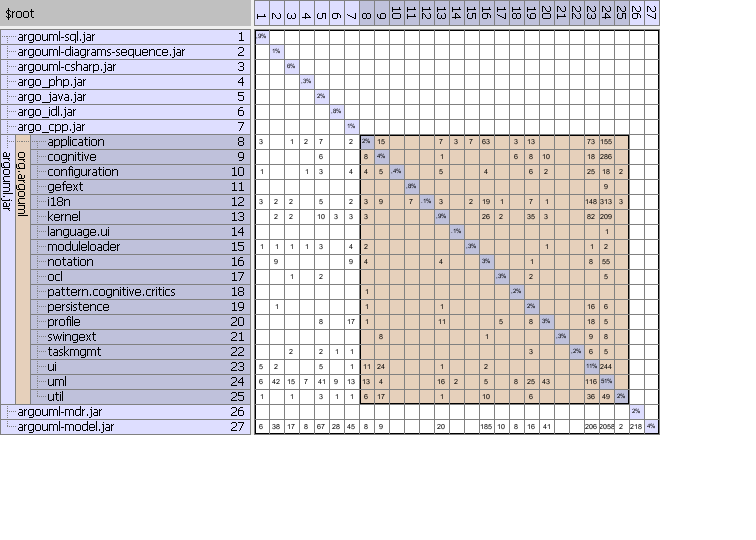 $root 1 2 3 4 5 6 7 8 9 10 11 12 13 14 15 16 17 18 19 20 21 22 23 24 25 26 27
argouml-sql.jar 1 .9%
argouml-diagrams-sequence.jar 2 1%
argouml-csharp.jar 3 6%
argo_php.jar 4 .3%
argo_java.jar 5 2%
argo_idl.jar 6 .8%
argo_cpp.jar 7 1%
argouml.jar
org.argouml
application 8 3 1 2 7 2 2% 15 7 3 7 63 3 13 73 155
cognitive 9 6 8 4% 1 6 8 10 18 286
configuration 10 1 1 3 4 4 5 .4% 5 4 6 2 25 18 2
gefext 11 .8% 9
i18n 12 3 2 2 5 2 3 9 7 .1% 3 2 19 1 7 1 148 313 3
kernel 13 2 2 10 3 3 3 .9% 26 2 35 3 82 209
language.ui 14 .1% 1
moduleloader 15 1 1 1 1 3 4 2 .3% 1 1 2
notation 16 9 9 4 4 3% 1 8 55
ocl 17 1 2 .3% 2 5
pattern.cognitive.critics 18 1 .2%
persistence 19 1 1 2% 16 6
profile 20 8 17 1 11 5 8 3% 18 5
swingext 21 8 1 .3% 9 8
taskmgmt 22 2 2 1 1 3 .2% 6 5
ui 23 5 2 5 1 11 24 1 2 11% 244
uml 24 6 42 15 7 41 9 13 13 4 16 2 5 8 25 43 116 51%
util 25 1 1 3 1 1 6 17 1 10 6 36 49 2%
argouml-mdr.jar 26 2%
argouml-model.jar 27 6 38 17 8 67 28 45 8 9 20 185 10 8 16 41 206 2058 2 218 4%